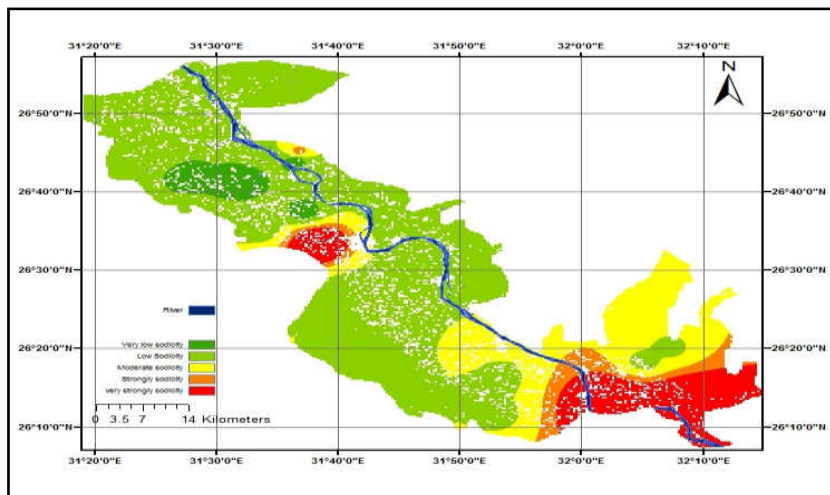 31°20'0"E 31°30'0"E 31°40'0"E 31°50'0"E 32°0'0"E 32°10'0"E
N
26°50'0"N 26°50'0"N
26°40'0"N 26°40'0"N
26°30'0"N 26°30'0"N
River
Very low sodicity
Low Sodicity
Moderate sodicity
Strongly sodicity
very strongly sodicity
26°20'0"N 26°20'0"N
0 3.5 7 14 Kilometers
26°10'0"N 26°10'0"N
31°20'0"E 31°30'0"E 31°40'0"E 31°50'0"E 32°0'0"E 32°10'0"E